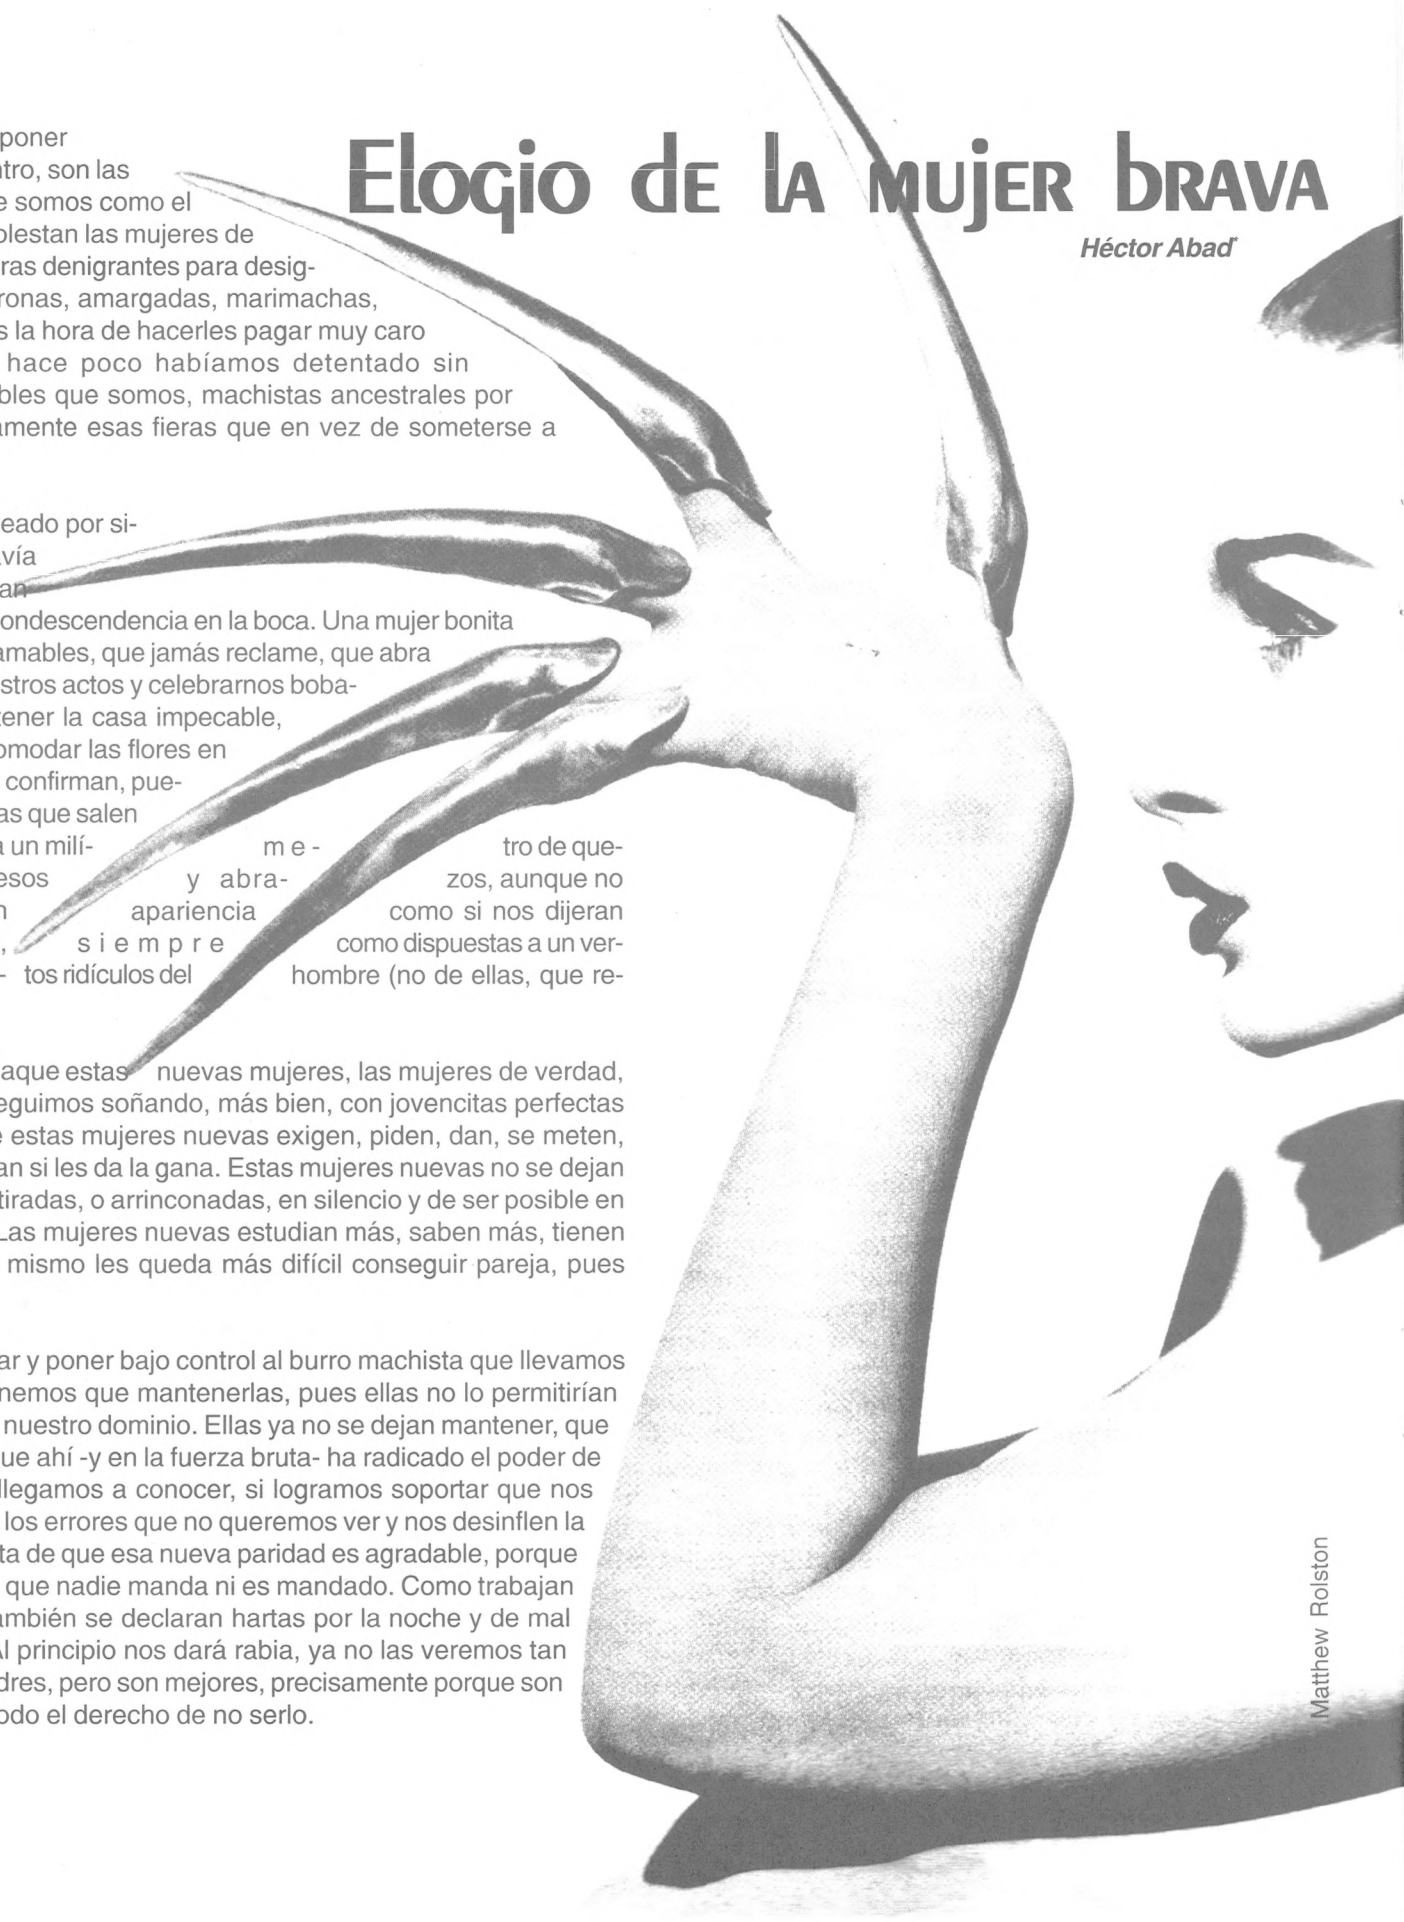 Elogio de la mujer brava
Héctor Abad*
poner
ntro, son las
e somos como el
olestan las mujeres de
ras denigrantes para desig-
ronas, amargadas, marimachas,
s la hora de hacerles pagar muy caro
hace poco habíamos detentado sin
bles que somos, machistas ancestrales por
amente esas fieras que en vez de someterse a
eado por si-
vía
an
ondescendencia en la boca. Una mujer bonita
amables, que jamás reclame, que abra
stros actos y celebrarnos boba-
tener la casa impecable,
omodar las flores en
confirman, pue-
as que salen
a un milí- me- tro de que-
esos y abra- zos, aunque no
n apariencia como si nos dijeran
, siempre como dispuestas a un ver-
- tos ridículos del hombre (no de ellas, que re-
aque estas nuevas mujeres, las mujeres de verdad,
eguimos soñando, más bien, con jovencitas perfectas
e estas mujeres nuevas exigen, piden, dan, se meten,
an si les da la gana. Estas mujeres nuevas no se dejan
tiradas, o arrinconadas, en silencio y de ser posible en
Las mujeres nuevas estudian más, saben más, tienen
mismo les queda más difícil conseguir pareja, pues
ar y poner bajo control al burro machista que llevamos
nemos que mantenerlas, pues ellas no lo permitirían
nuestro dominio. Ellas ya no se dejan mantener, que
ue ahí -y en la fuerza bruta- ha radicado el poder de
llegamos a conocer, si logramos soportar que nos
los errores que no queremos ver y nos desinflen la
ta de que esa nueva paridad es agradable, porque
que nadie manda ni es mandado. Como trabajan
ambién se declaran hartas por la noche y de mal
Al principio nos dará rabia, ya no las veremos tan
dres, pero son mejores, precisamente porque son
odo el derecho de no serlo.
Matthew Rolston